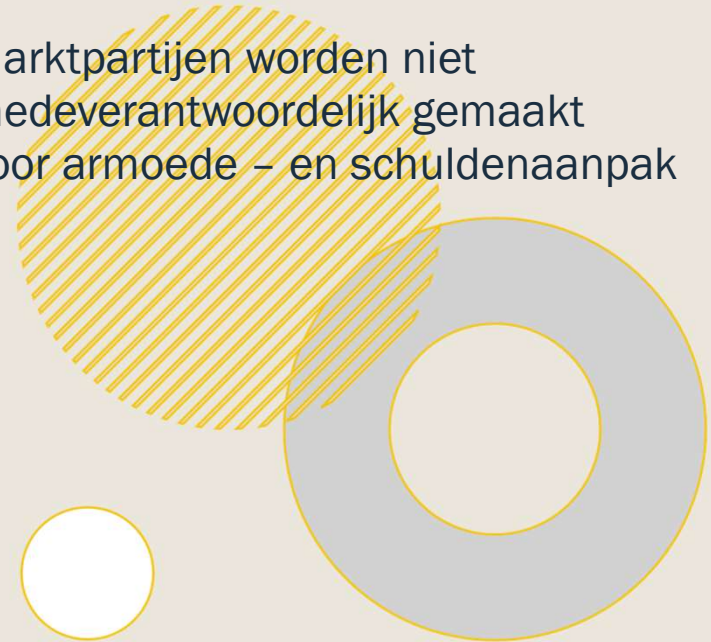 arktpartijen worden niet
edeverantwoordelijk gemaakt
oor armoede – en schuldenaanpak